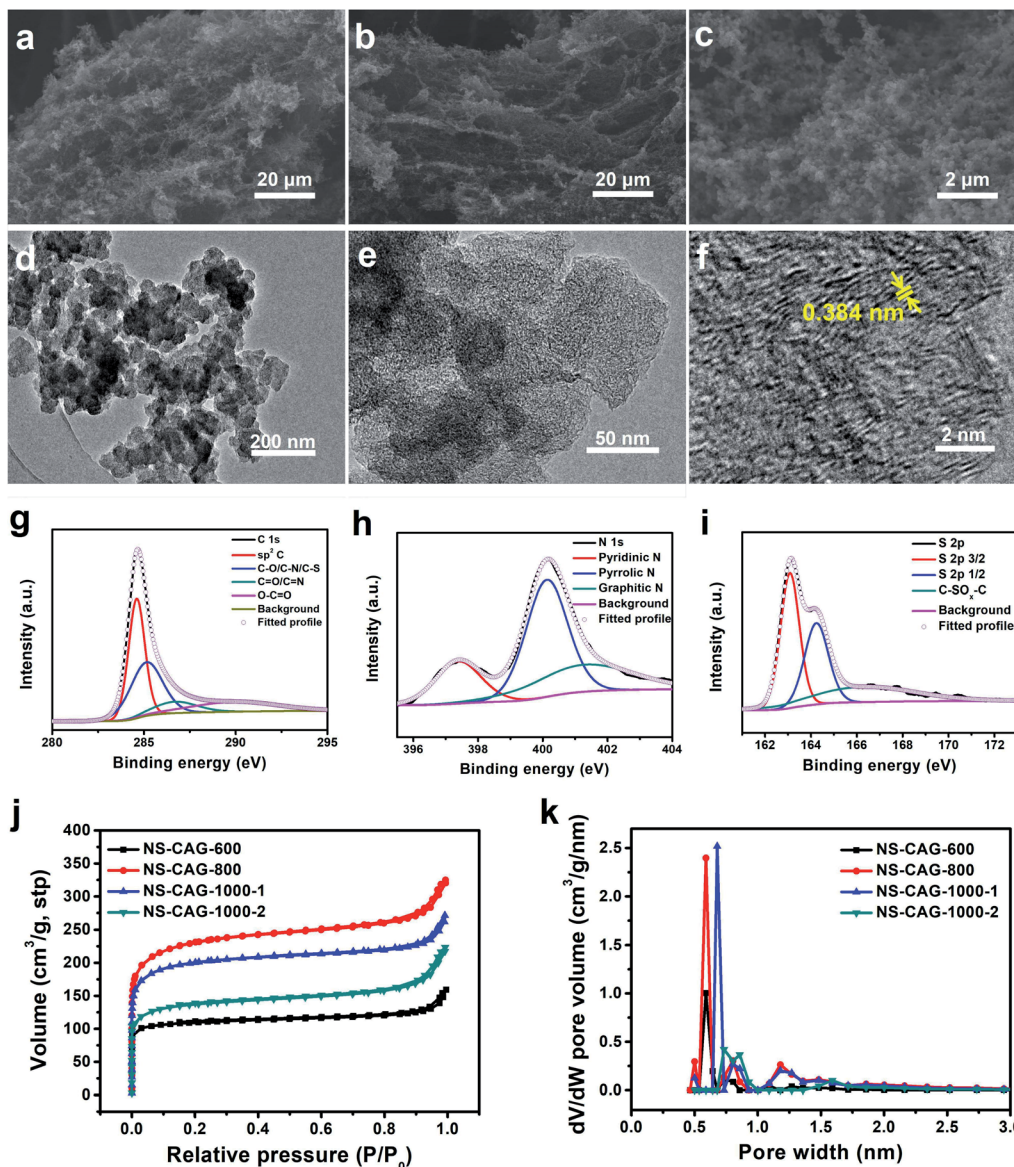 a
b
c
20 μm
20 μm
2 μm
d
e
f
0.384 nm
200 nm
50 nm
2 nm
g
C 1s
sp² C
C-O/C-N/C-S
C=O/C=N
O-C=O
Background
Fitted profile
Intensity (a.u.)
280 285 290 295
Binding energy (eV)
h
N 1s
Pyridinic N
Pyrrolic N
Graphitic N
Background
Fitted profile
Intensity (a.u.)
396 398 400 402 404
Binding energy (eV)
i
S 2p
S 2p 3/2
S 2p 1/2
C-SOₓ-C
Background
Fitted profile
Intensity (a.u.)
162 164 166 168 170 172
Binding energy (eV)
j
NS-CAG-600
NS-CAG-800
NS-CAG-1000-1
NS-CAG-1000-2
Volume (cm³/g, stp)
400
350
300
250
200
150
100
50
0
0.0 0.2 0.4 0.6 0.8 1.0
Relative pressure (P/P₀)
k
NS-CAG-600
NS-CAG-800
NS-CAG-1000-1
NS-CAG-1000-2
dV/dW pore volume (cm³/g/nm)
2.5
2.0
1.5
1.0
0.5
0.0
0.0 0.5 1.0 1.5 2.0 2.5 3.0
Pore width (nm)